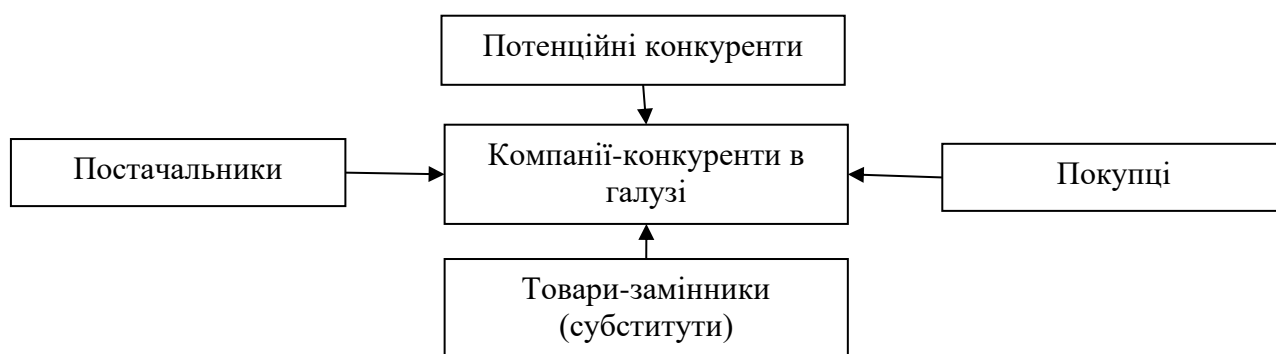 Потенційні конкуренти
Постачальники
Компанії-конкуренти в
галузі
Покупці
Товари-замінники
(субститути)